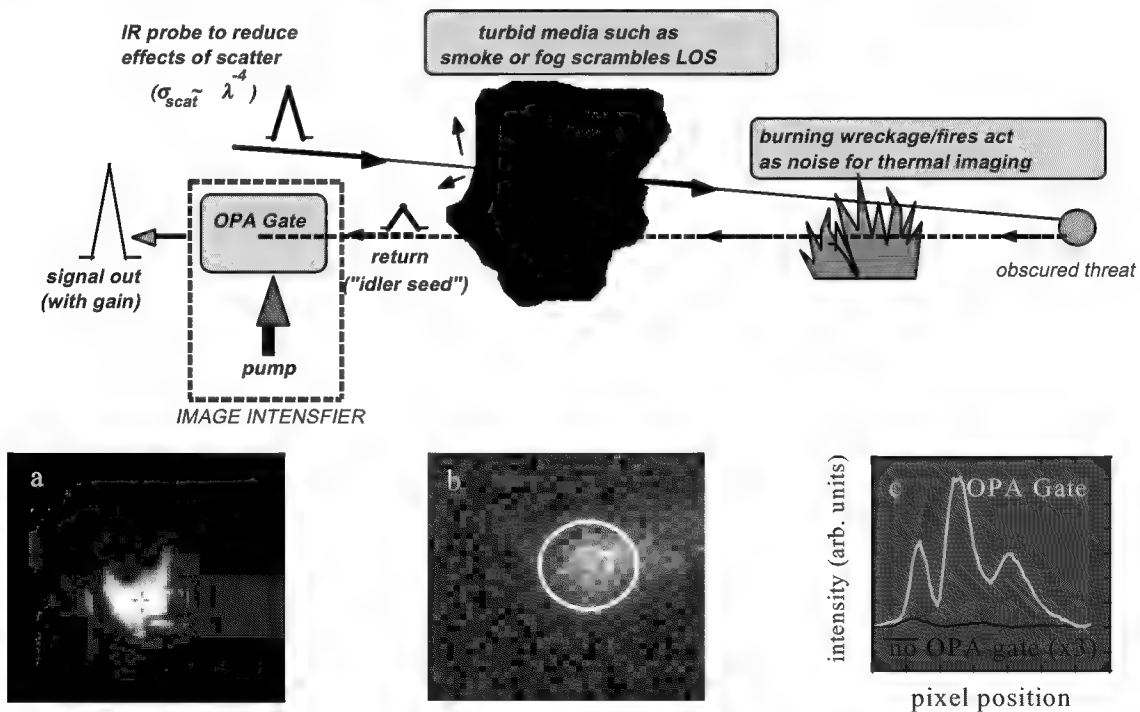 IR probe to reduce
effects of scatter
(σscat ~ λ-4)
turbid media such as
smoke or fog scrambles LOS
burning wreckage/fires act
as noise for thermal imaging
OPA Gate
return
("idler seed")
signal out
(with gain)
pump
IMAGE INTENSFIER
obscured threat
a
b
c
OPA Gate
no OPA gate (x3)
intensity (arb. units)
pixel position